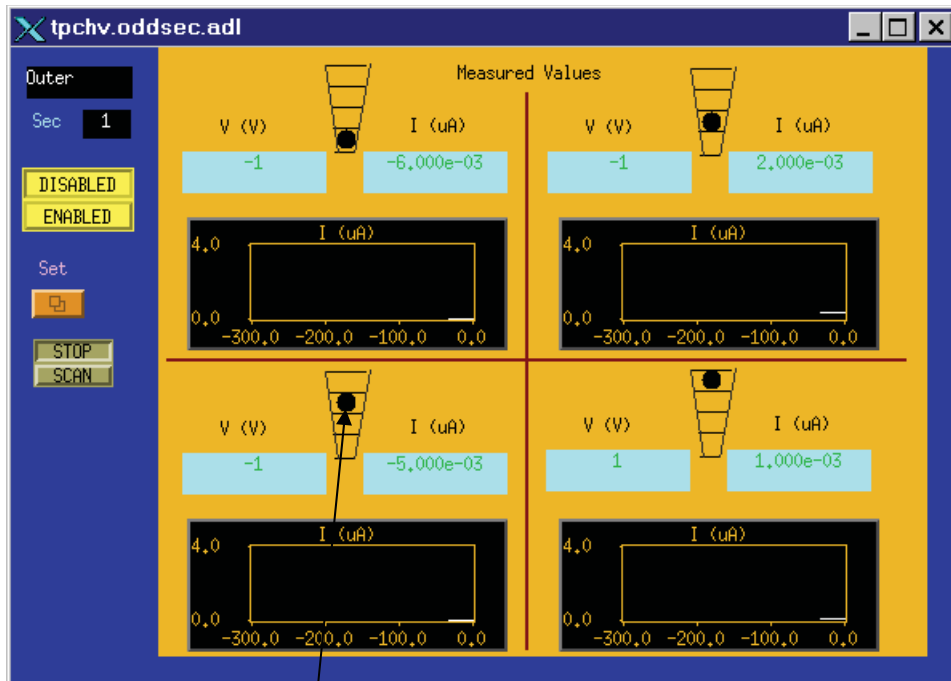 tpchv.oddsec.adl
Outer
Sec 1
DISABLED
ENABLED
Set
STOP
SCAN
Measured Values
V (V) I (uA)
-1 -6.000e-03
I (uA)
4.0
0.0
-300.0 -200.0 -100.0 0.0
V (V) I (uA)
-1 2.000e-03
I (uA)
4.0
0.0
-300.0 -200.0 -100.0 0.0
V (V) I (uA)
-1 -5.000e-03
I (uA)
4.0
0.0
-300.0 -200.0 -100.0 0.0
V (V) I (uA)
1 1.000e-03
I (uA)
4.0
0.0
-300.0 -200.0 -100.0 0.0